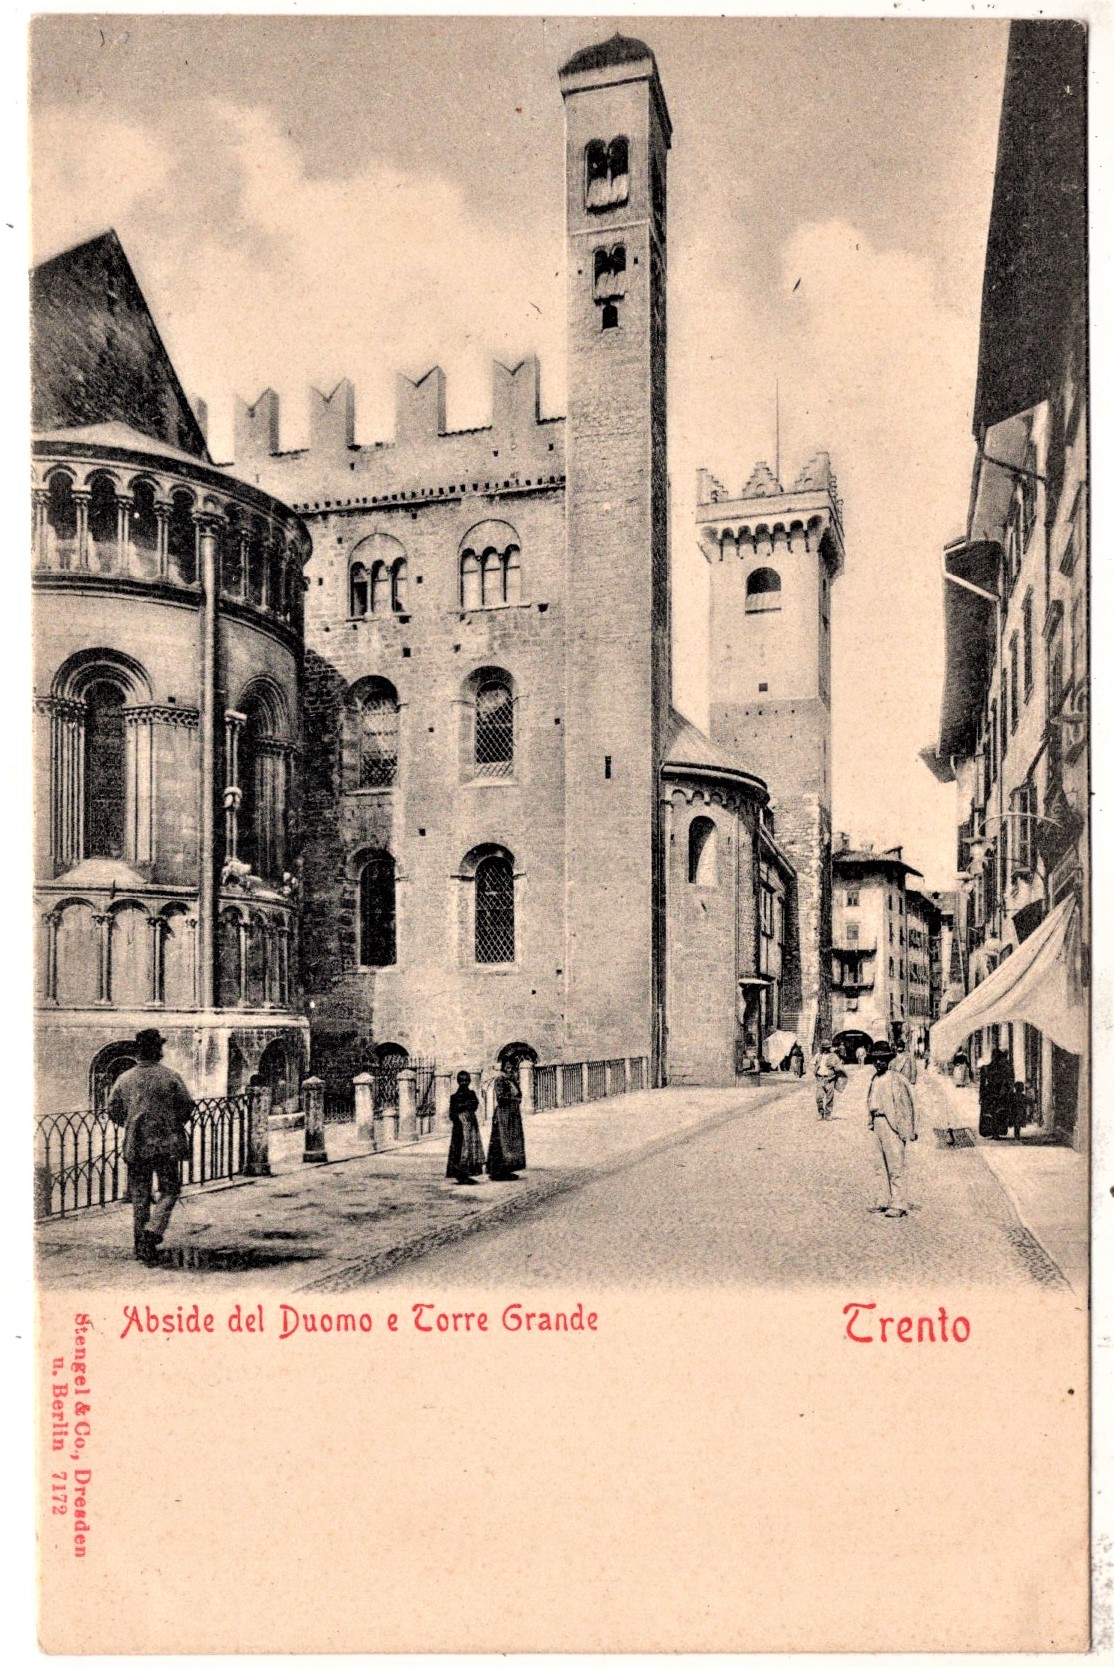 Abside del Duomo e Torre Grande
Trento
Stengel & Co., Dresden
u. Berlin 7172